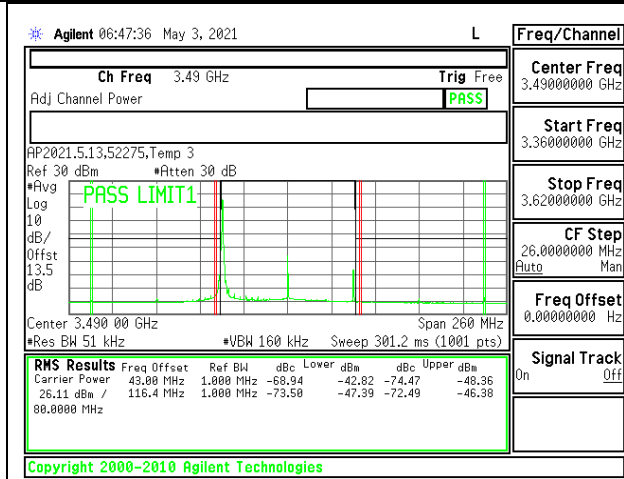 Agilent 06:47:36 May 3, 2021 L
Freq/Channel
Ch Freq 3.49 GHz Trig Free
Adj Channel Power PASS
Center Freq
3.49000000 GHz
Start Freq
3.36000000 GHz
Stop Freq
3.62000000 GHz
CF Step
26.0000000 MHz
Auto Man
Freq Offset
0.00000000 Hz
Signal Track
On Off
AP2021.5.13,52275,Temp 3
Ref 30 dBm #Atten 30 dB
#Avg
Log
10
dB/
Offst
13.5
dB
PASS LIMIT1
Center 3.490 00 GHz Span 260 MHz
#Res BW 51 kHz #VBW 160 kHz Sweep 301.2 ms (1001 pts)
RMS Results Freq Offset Ref BW dBc Lower dBm dBc Upper dBm
Carrier Power 43.00 MHz 1.000 MHz -68.94 -42.82 -74.47 -48.36
26.11 dBm / 116.4 MHz 1.000 MHz -73.50 -47.39 -72.49 -46.38
80.0000 MHz
Copyright 2000-2010 Agilent Technologies